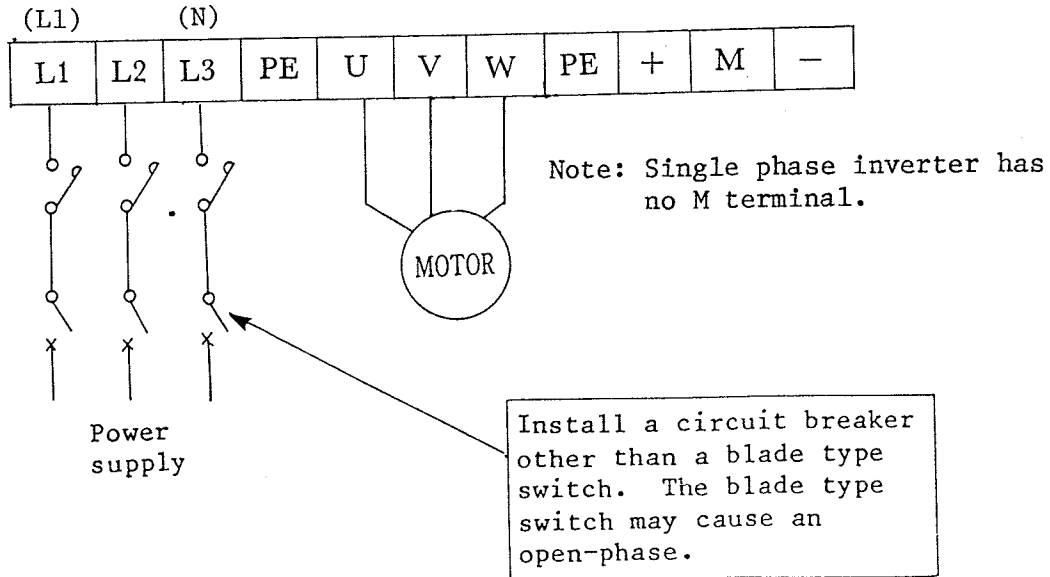 (L1) (N)
L1 L2 L3 PE U V W PE + M −
Note: Single phase inverter has
no M terminal.
MOTOR
Power
supply
Install a circuit breaker
other than a blade type
switch. The blade type
switch may cause an
open-phase.